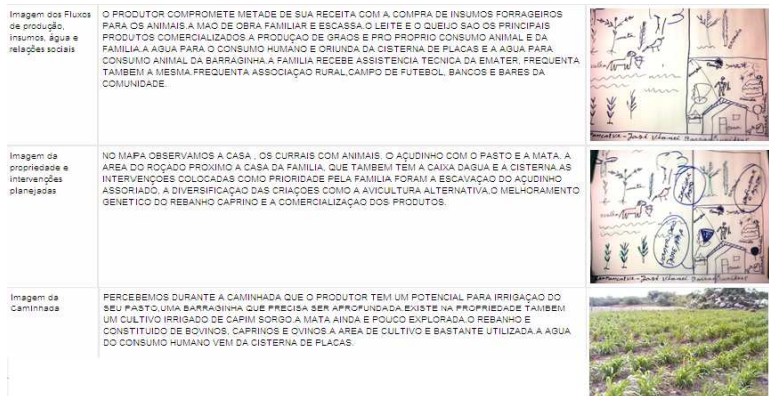 Imagem dos Fluxos
de produção,
insumos, água e
relações sociais
O PRODUTOR COMPROMETE METADE DE SUA RECEITA COM A COMPRA DE INSUMOS FORRAGEIROS
PARA OS ANIMAIS.A MAO DE OBRA FAMILIAR E ESCASSA.O LEITE E O QUEIJO SAO OS PRINCIPAIS
PRODUTOS COMERCIALIZADOS.A PRODUÇAO DE GRAOS E PRO PROPRIO CONSUMO ANIMAL E DA
FAMILIA.A AGUA PARA O CONSUMO HUMANO E ORIUNDA DA CISTERNA DE PLACAS E A AGUA PARA
CONSUMO ANIMAL DA BARRAGINHA.A FAMILIA RECEBE ASSISTENCIA TECNICA DA EMATER, FREQUENTA
TAMBEM A MESMA.FREQUENTA ASSOCIAÇAO RURAL,CAMPO DE FUTEBOL, BANCOS E BARES DA
COMUNIDADE.
Imagem da
propriedade e
intervenções
planejadas
NO MAPA OBSERVAMOS A CASA , OS CURRAIS COM ANIMAIS. O AÇUDINHO COM O PASTO E A MATA. A
AREA DO ROÇADO PROXIMO A CASA DA FAMILIA, QUE TAMBEM TEM A CAIXA DAGUA E A CISTERNA.AS
INTERVENÇOES COLOCADAS COMO PRIORIDADE PELA FAMILIA FORAM A ESCAVAÇAO DO AÇUDINHO
ASSORIADO, A DIVERSIFICAÇAO DAS CRIAÇOES COMO A AVICULTURA ALTERNATIVA,O MELHORAMENTO
GENETICO DO REBANHO CAPRINO E A COMERCIALIZAÇAO DOS PRODUTOS.
Imagem da
Caminhada
PERCEBEMOS DURANTE A CAMINHADA QUE O PRODUTOR TEM UM POTENCIAL PARA IRRIGAÇAO DO
SEU PASTO,UMA BARRAGINHA QUE PRECISA SER APROFUNDADA.EXISTE NA PROPRIEDADE TAMBEM
UM CULTIVO IRRIGADO DE CAPIM SORGO.A MATA AINDA E POUCO EXPLORADA.O REBANHO E
CONSTITUIDO DE BOVINOS, CAPRINOS E OVINOS.A AREA DE CULTIVO E BASTANTE UTILIZADA.A AGUA
DO CONSUMO HUMANO VEM DA CISTERNA DE PLACAS.